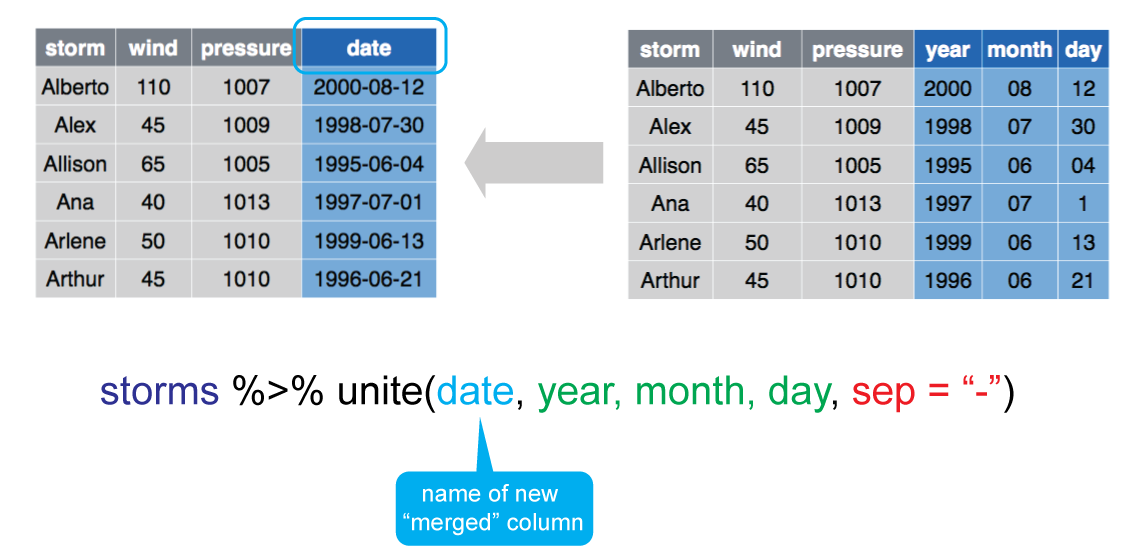 storm wind pressure date
Alberto 110 1007 2000-08-12
Alex 45 1009 1998-07-30
Allison 65 1005 1995-06-04
Ana 40 1013 1997-07-01
Arlene 50 1010 1999-06-13
Arthur 45 1010 1996-06-21
storm wind pressure year month day
Alberto 110 1007 2000 08 12
Alex 45 1009 1998 07 30
Allison 65 1005 1995 06 04
Ana 40 1013 1997 07 1
Arlene 50 1010 1999 06 13
Arthur 45 1010 1996 06 21
storms %>% unite(date, year, month, day, sep = “-”)
name of new
“merged” column